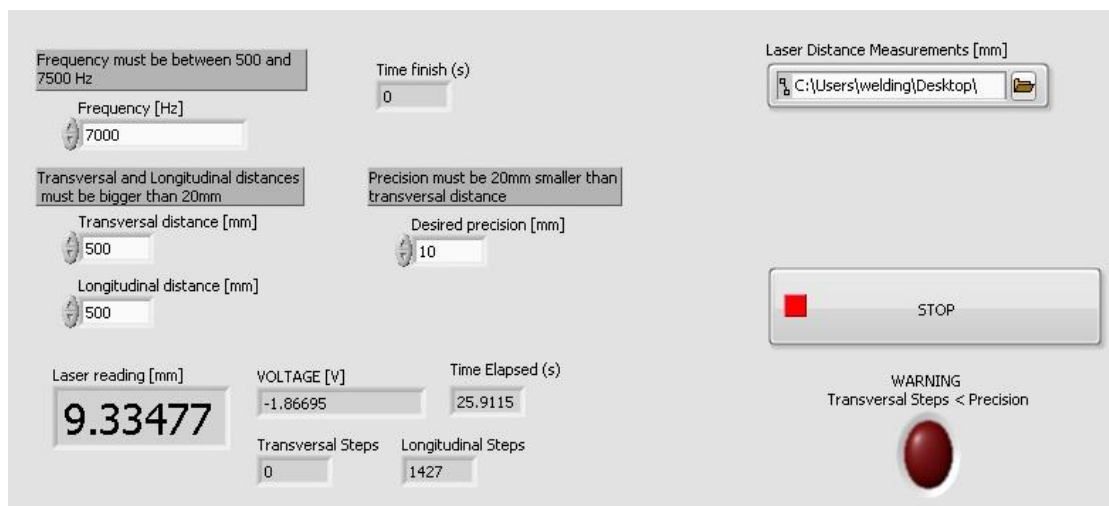 Frequency must be between 500 and
7500 Hz
Frequency [Hz]
7000
Time finish (s)
0
Laser Distance Measurements [mm]
C:\Users\welding\Desktop\
Transversal and Longitudinal distances
must be bigger than 20mm
Transversal distance [mm]
500
Longitudinal distance [mm]
500
Precision must be 20mm smaller than
transversal distance
Desired precision [mm]
10
STOP
Laser reading [mm]
9.33477
VOLTAGE [V]
-1.86695
Time Elapsed (s)
25.9115
Transversal Steps
0
Longitudinal Steps
1427
WARNING
Transversal Steps < Precision